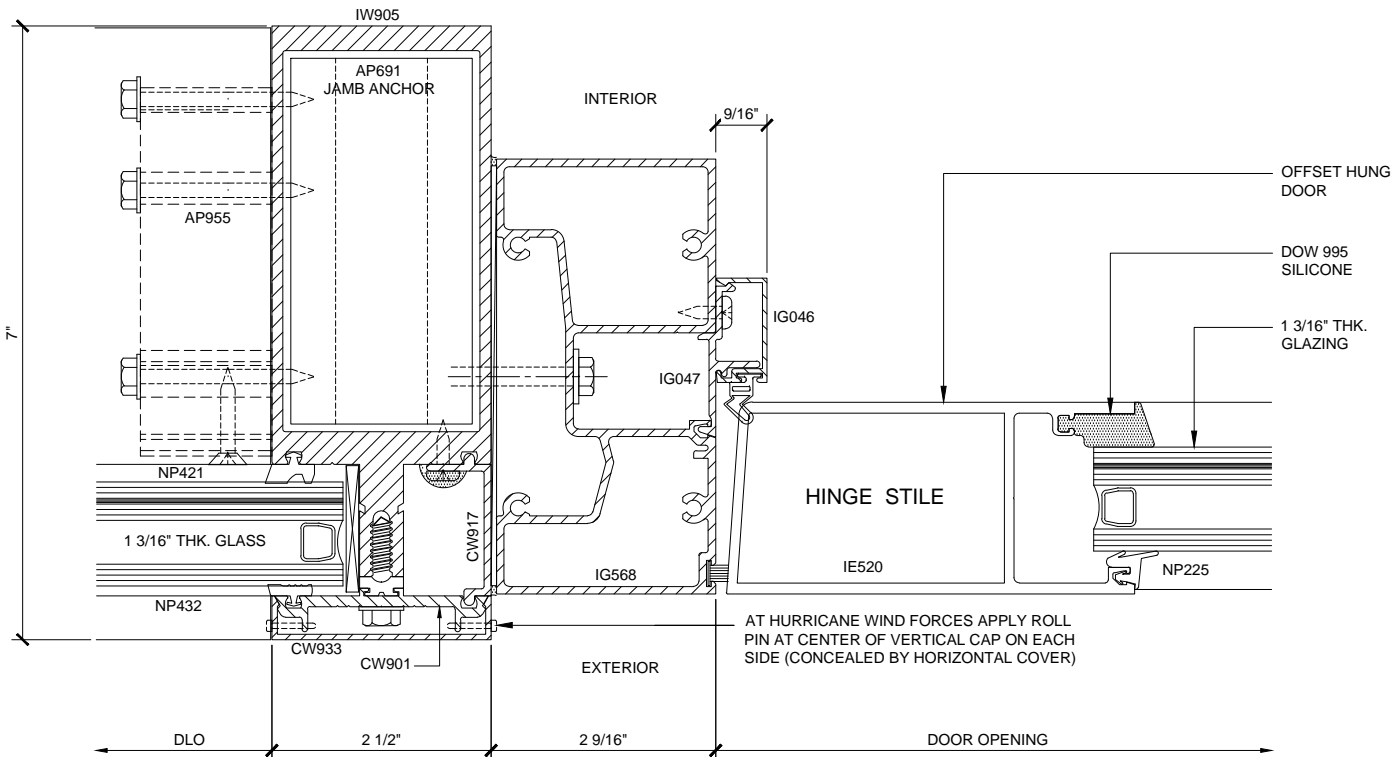 IW905
AP691
JAMB ANCHOR
INTERIOR
9/16"
OFFSET HUNG
DOOR
AP955
DOW 995
SILICONE
IG046
7"
1 3/16" THK.
GLAZING
IG047
NP421
HINGE STILE
CW917
1 3/16" THK. GLASS
IG568
IE520
NP225
NP432
AT HURRICANE WIND FORCES APPLY ROLL
PIN AT CENTER OF VERTICAL CAP ON EACH
SIDE (CONCEALED BY HORIZONTAL COVER)
CW933
CW901
EXTERIOR
DLO
2 1/2"
2 9/16"
DOOR OPENING